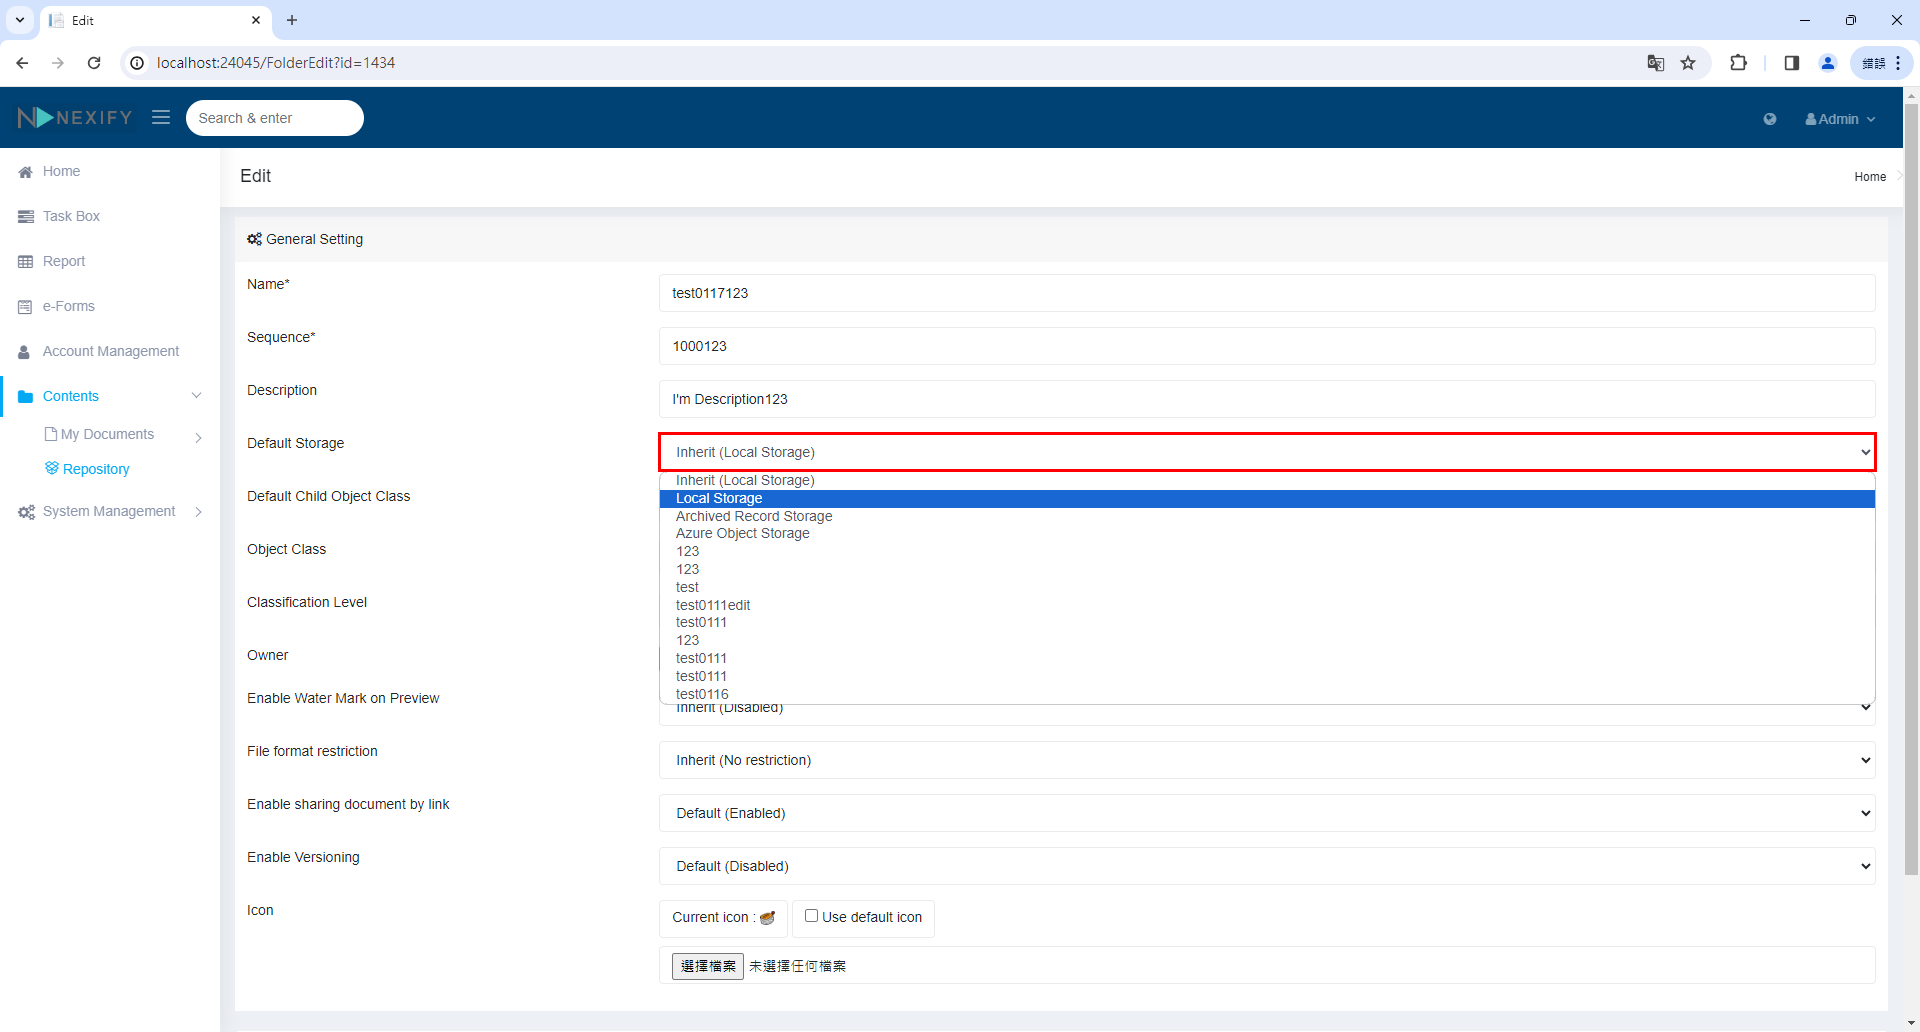 Edit
localhost:24045/FolderEdit?id=1434
錯誤
NEXIFY
Search & enter
Admin
Home
Task Box
Report
e-Forms
Account Management
Contents
My Documents
Repository
System Management
Edit
Home
General Setting
Name*
test0117123
Sequence*
1000123
Description
I'm Description123
Default Storage
Inherit (Local Storage)
Inherit (Local Storage)
Local Storage
Archived Record Storage
Azure Object Storage
123
123
test
test0111edit
test0111
123
test0111
test0111
test0116
Default Child Object Class
Object Class
Classification Level
Owner
Enable Water Mark on Preview
Inherit (Disabled)
File format restriction
Inherit (No restriction)
Enable sharing document by link
Default (Enabled)
Enable Versioning
Default (Disabled)
Icon
Current icon :
Use default icon
選擇檔案 未選擇任何檔案